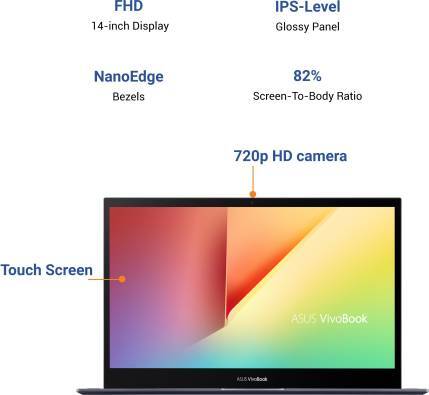 FHD
14-inch Display
IPS-Level
Glossy Panel
NanoEdge
Bezels
82%
Screen-To-Body Ratio
720p HD camera
Touch Screen
ASUS VivoBook
ASUS VivoBook